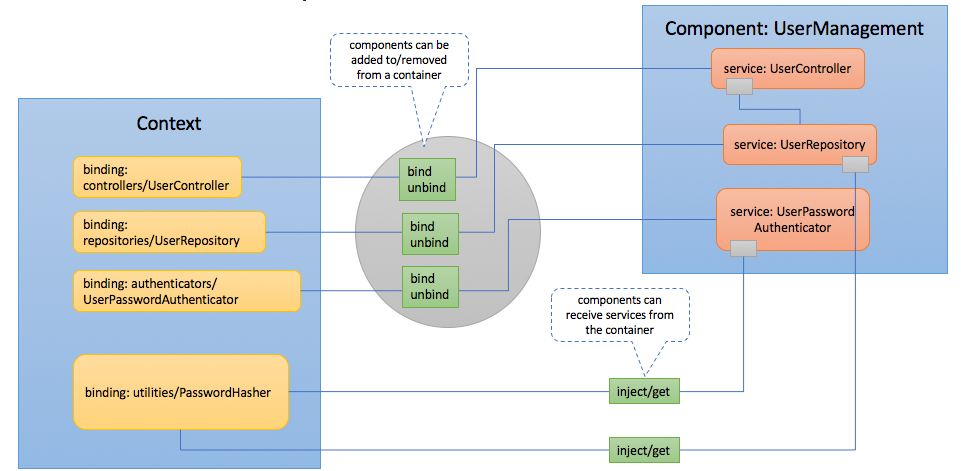 components can be
added to/removed
from a container
Component: UserManagement
service: UserController
service: UserRepository
service: UserPassword
Authenticator
Context
binding:
controllers/UserController
binding:
repositories/UserRepository
binding: authenticators/
UserPasswordAuthenticator
binding: utilities/PasswordHasher
bind
unbind
bind
unbind
bind
unbind
components can
receive services from
the container
inject/get
inject/get